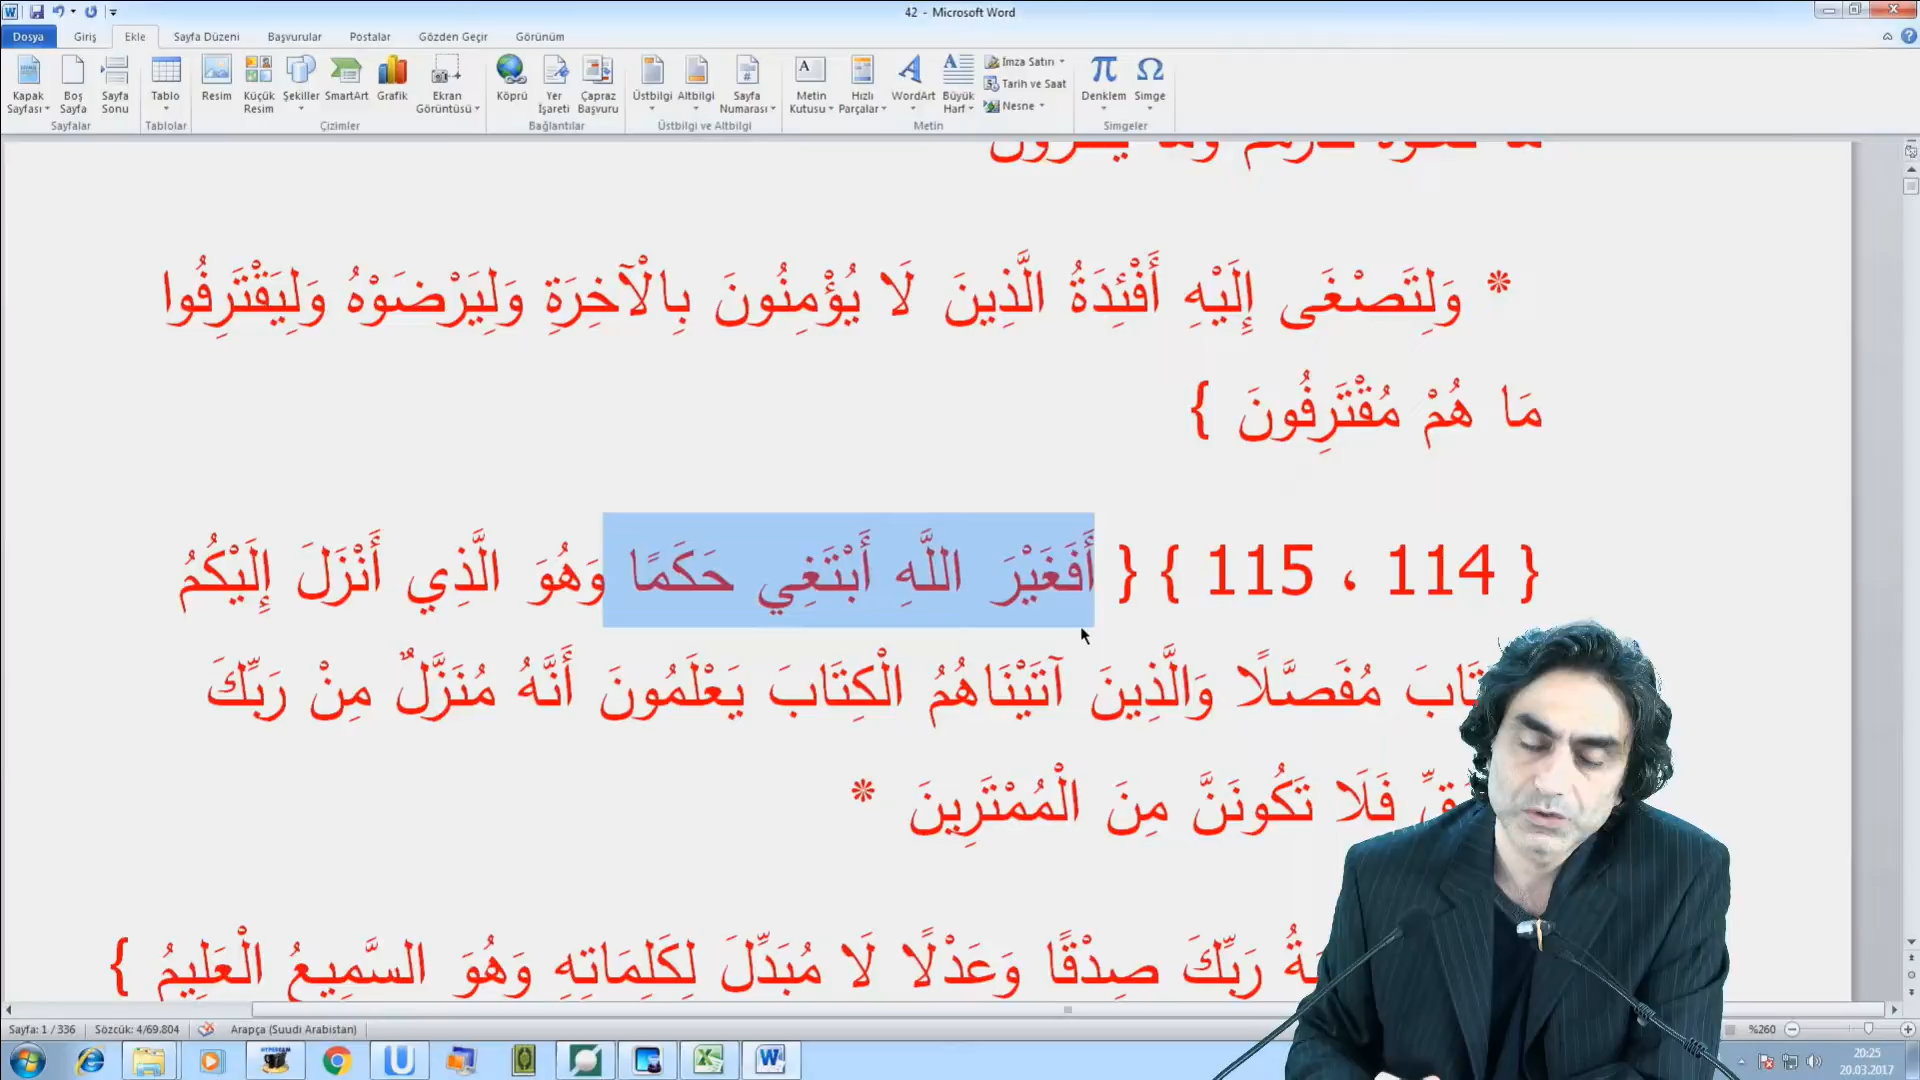 42 - Microsoft Word
Dosya Giriş Ekle Sayfa Düzeni Başvurular Postalar Gözden Geçir Görünüm
Kapak Sayfası
Boş Sayfa
Sayfa Sonu
Tablo
Resim
Küçük Resim
Şekiller
SmartArt
Grafik
Ekran Görüntüsü
Köprü
Yer İşareti
Çapraz Başvuru
Üstbilgi
Altbilgi
Sayfa Numarası
Metin Kutusu
Hızlı Parçalar
WordArt
Büyük Harf
İmza Satırı
Tarih ve Saat
Nesne
Denklem
Simge
Sayfalar Tablolar Çizimler Bağlantılar Üstbilgi ve Altbilgi Metin Simgeler
* وَلِتَصْغَى إِلَيْهِ أَفْئِدَةُ الَّذِينَ لَا يُؤْمِنُونَ بِالْآخِرَةِ وَلِيَرْضَوْهُ وَلِيَقْتَرِفُوا
مَا هُمْ مُقْتَرِفُونَ }
{ 114 ، 115 } { أَفَغَيْرَ اللَّهِ أَبْتَغِي حَكَمًا وَهُوَ الَّذِي أَنْزَلَ إِلَيْكُمُ
مُفَصَّلًا وَالَّذِينَ آتَيْنَاهُمُ الْكِتَابَ يَعْلَمُونَ أَنَّهُ مُنَزَّلٌ مِنْ رَبِّكَ
فَلَا تَكُونَنَّ مِنَ الْمُمْتَرِينَ *
رَبِّكَ صِدْقًا وَعَدْلًا لَا مُبَدِّلَ لِكَلِمَاتِهِ وَهُوَ السَّمِيعُ الْعَلِيمُ }
Sayfa: 1 / 336 Sözcük: 4/69.804 Arapça (Suudi Arabistan) %260
20:25
20.03.2017